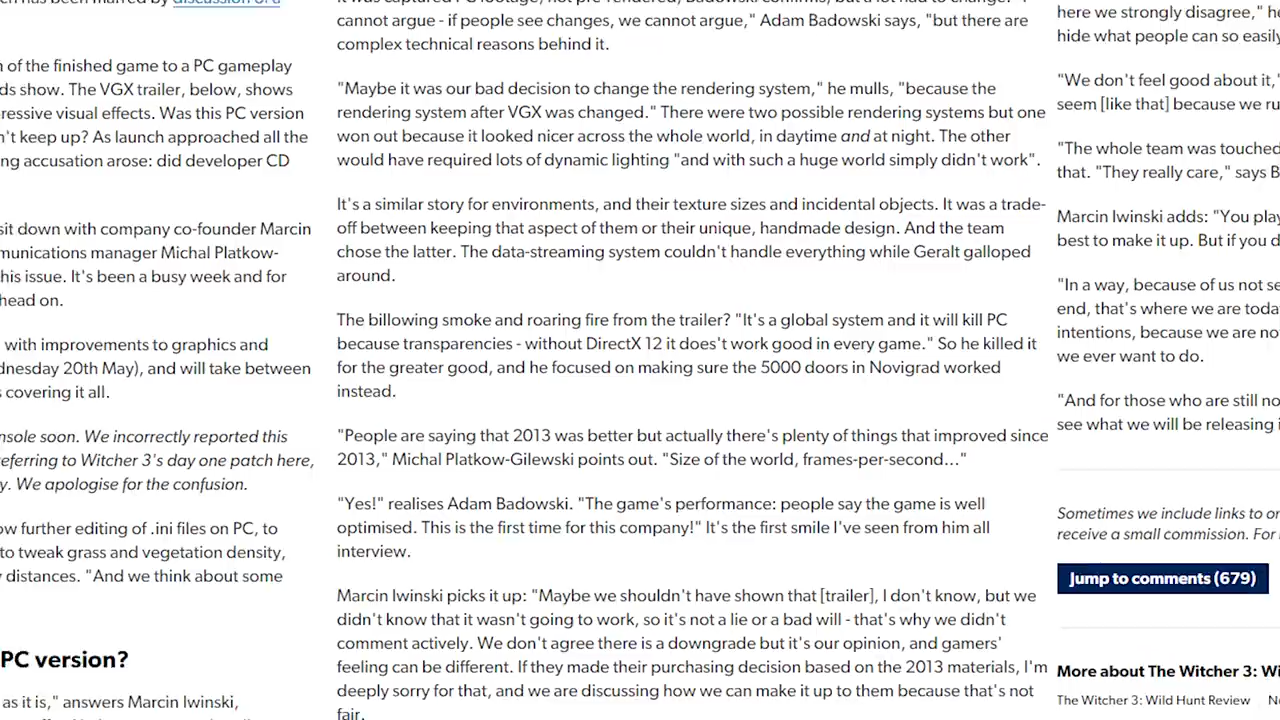 n of the finished game to a PC gameplay
ds show. The VGX trailer, below, shows
ressive visual effects. Was this PC version
n't keep up? As launch approached all the
ng accusation arose: did developer CD
sit down with company co-founder Marcin
munications manager Michal Platkow-
his issue. It's been a busy week and for
head on.
with improvements to graphics and
dnesday 20th May), and will take between
s covering it all.
nsole soon. We incorrectly reported this
eferring to Witcher 3's day one patch here,
y. We apologise for the confusion.
ow further editing of .ini files on PC, to
to tweak grass and vegetation density,
y distances. "And we think about some
PC version?
as it is," answers Marcin Iwinski,
cannot argue - if people see changes, we cannot argue," Adam Badowski says, "but there are
complex technical reasons behind it.
"Maybe it was our bad decision to change the rendering system," he mulls, "because the
rendering system after VGX was changed." There were two possible rendering systems but one
won out because it looked nicer across the whole world, in daytime and at night. The other
would have required lots of dynamic lighting "and with such a huge world simply didn't work".
It's a similar story for environments, and their texture sizes and incidental objects. It was a trade-
off between keeping that aspect of them or their unique, handmade design. And the team
chose the latter. The data-streaming system couldn't handle everything while Geralt galloped
around.
The billowing smoke and roaring fire from the trailer? "It's a global system and it will kill PC
because transparencies - without DirectX 12 it does't work good in every game." So he killed it
for the greater good, and he focused on making sure the 5000 doors in Novigrad worked
instead.
"People are saying that 2013 was better but actually there's plenty of things that improved since
2013," Michal Platkow-Gilewski points out. "Size of the world, frames-per-second..."
"Yes!" realises Adam Badowski. "The game's performance: people say the game is well
optimised. This is the first time for this company!" It's the first smile I've seen from him all
interview.
Marcin Iwinski picks it up: "Maybe we shouldn't have shown that [trailer], I don't know, but we
didn't know that it wasn't going to work, so it's not a lie or a bad will - that's why we didn't
comment actively. We don't agree there is a downgrade but it's our opinion, and gamers'
feeling can be different. If they made their purchasing decision based on the 2013 materials, I'm
deeply sorry for that, and we are discussing how we can make it up to them because that's not
fair.
here we strongly disagree," he
hide what people can so easily
"We don't feel good about it,"
seem [like that] because we ru
"The whole team was touched
that. "They really care," says B
Marcin Iwinski adds: "You play
best to make it up. But if you d
"In a way, because of us not se
end, that's where we are toda
intentions, because we are no
we ever want to do.
"And for those who are still no
see what we will be releasing i
Sometimes we include links to on
receive a small commission. For
Jump to comments (679)
More about The Witcher 3: Wi
The Witcher 3: Wild Hunt Review